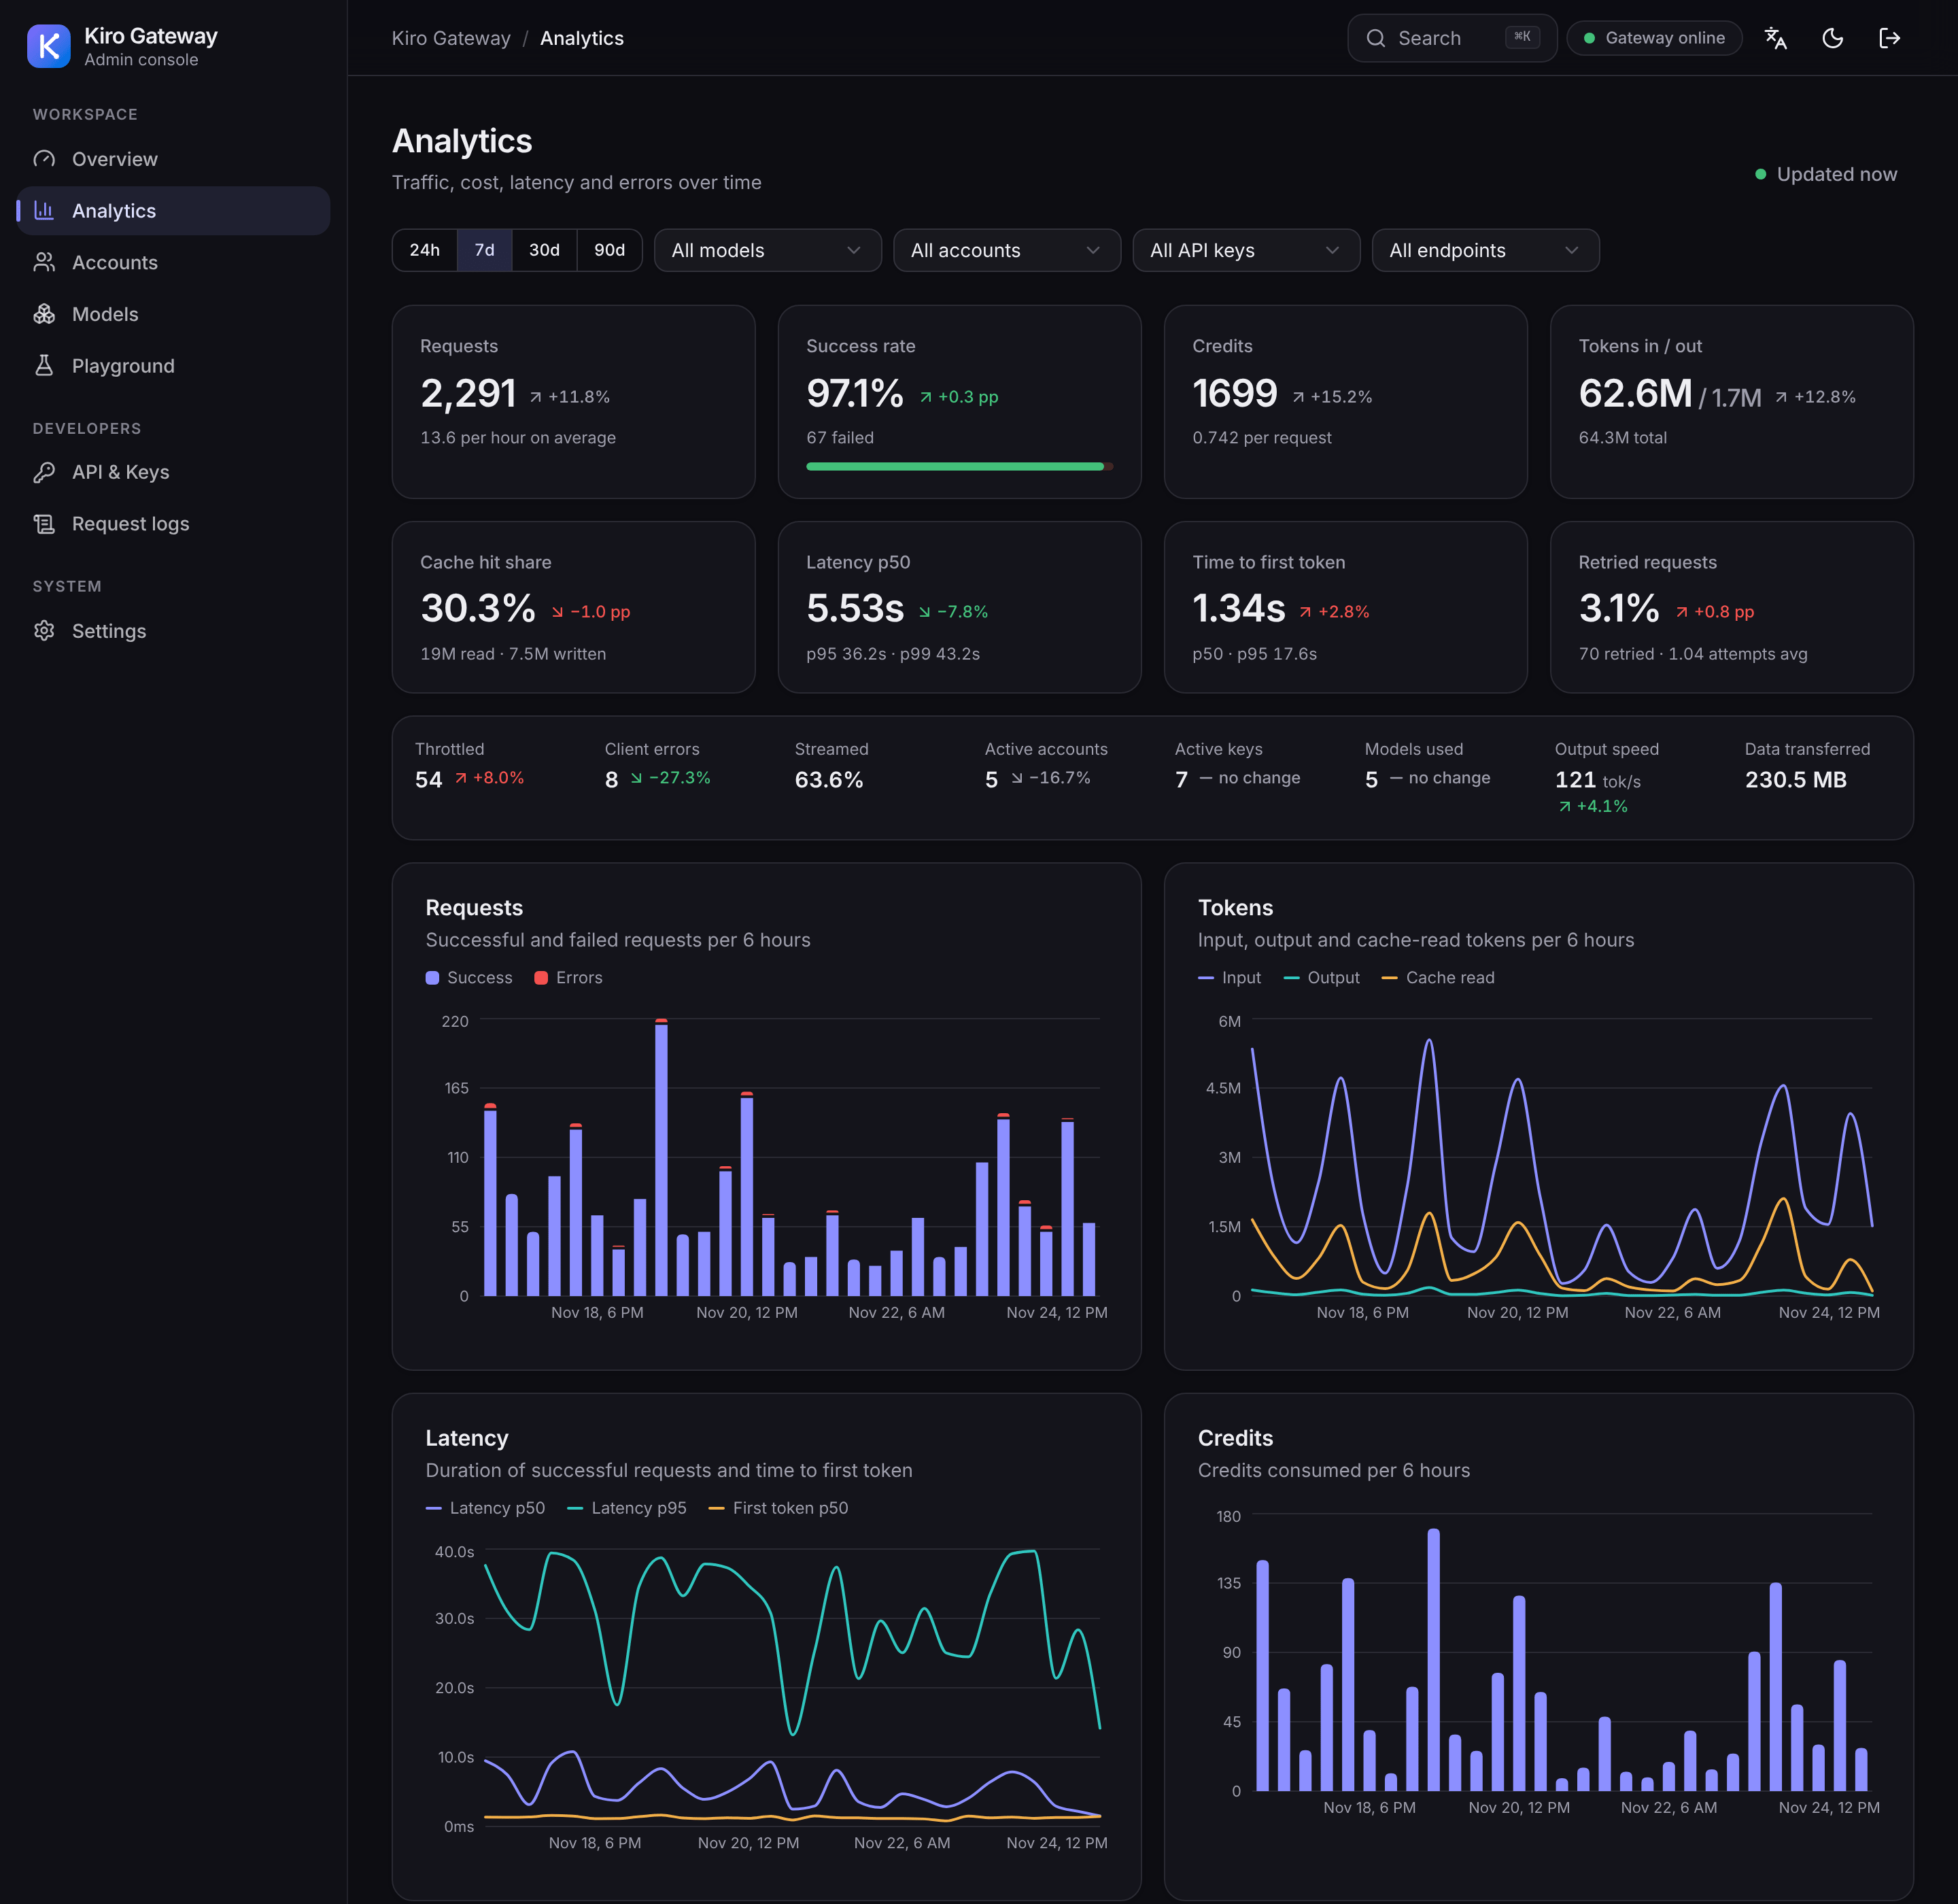 Kiro Gateway
Admin console
WORKSPACE
Overview
Analytics
Accounts
Models
Playground
DEVELOPERS
API & Keys
Request logs
SYSTEM
Settings
Kiro Gateway / Analytics
Search ⌘K
Gateway online
Analytics
Traffic, cost, latency and errors over time
Updated now
24h 7d 30d 90d All models All accounts All API keys All endpoints
Requests
2,291 +11.8%
13.6 per hour on average
Success rate
97.1% +0.3 pp
67 failed
Credits
1699 +15.2%
0.742 per request
Tokens in / out
62.6M / 1.7M +12.8%
64.3M total
Cache hit share
30.3% −1.0 pp
19M read · 7.5M written
Latency p50
5.53s −7.8%
p95 36.2s · p99 43.2s
Time to first token
1.34s +2.8%
p50 · p95 17.6s
Retried requests
3.1% +0.8 pp
70 retried · 1.04 attempts avg
Throttled
54 +8.0%
Client errors
8 −27.3%
Streamed
63.6%
Active accounts
5 −16.7%
Active keys
7 — no change
Models used
5 — no change
Output speed
121 tok/s
+4.1%
Data transferred
230.5 MB
Requests
Successful and failed requests per 6 hours
Success Errors
220
165
110
55
0
Nov 18, 6 PM Nov 20, 12 PM Nov 22, 6 AM Nov 24, 12 PM
Tokens
Input, output and cache-read tokens per 6 hours
Input Output Cache read
6M
4.5M
3M
1.5M
0
Nov 18, 6 PM Nov 20, 12 PM Nov 22, 6 AM Nov 24, 12 PM
Latency
Duration of successful requests and time to first token
Latency p50 Latency p95 First token p50
40.0s
30.0s
20.0s
10.0s
0ms
Nov 18, 6 PM Nov 20, 12 PM Nov 22, 6 AM Nov 24, 12 PM
Credits
Credits consumed per 6 hours
180
135
90
45
0
Nov 18, 6 PM Nov 20, 12 PM Nov 22, 6 AM Nov 24, 12 PM